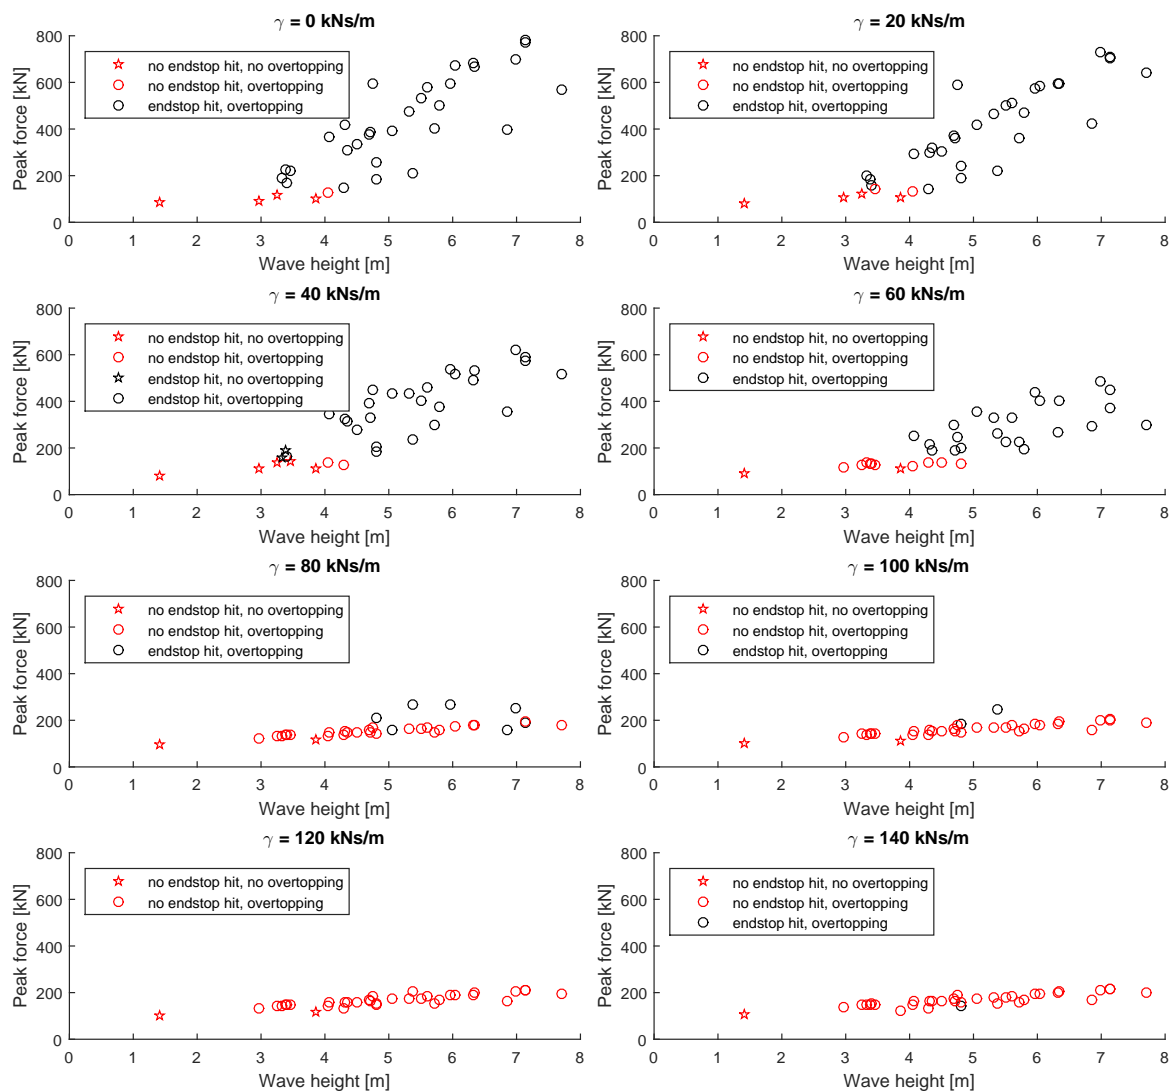 γ = 0 kNs/m
Peak force [kN]
800
600
400
200
0
no endstop hit, no overtopping
no endstop hit, overtopping
endstop hit, overtopping
0 1 2 3 4 5 6 7 8
Wave height [m]
γ = 20 kNs/m
Peak force [kN]
800
600
400
200
0
no endstop hit, no overtopping
no endstop hit, overtopping
endstop hit, overtopping
0 1 2 3 4 5 6 7 8
Wave height [m]
γ = 40 kNs/m
Peak force [kN]
800
600
400
200
0
no endstop hit, no overtopping
no endstop hit, overtopping
endstop hit, no overtopping
endstop hit, overtopping
0 1 2 3 4 5 6 7 8
Wave height [m]
γ = 60 kNs/m
Peak force [kN]
800
600
400
200
0
no endstop hit, no overtopping
no endstop hit, overtopping
endstop hit, overtopping
0 1 2 3 4 5 6 7 8
Wave height [m]
γ = 80 kNs/m
Peak force [kN]
800
600
400
200
0
no endstop hit, no overtopping
no endstop hit, overtopping
endstop hit, overtopping
0 1 2 3 4 5 6 7 8
Wave height [m]
γ = 100 kNs/m
Peak force [kN]
800
600
400
200
0
no endstop hit, no overtopping
no endstop hit, overtopping
endstop hit, overtopping
0 1 2 3 4 5 6 7 8
Wave height [m]
γ = 120 kNs/m
Peak force [kN]
800
600
400
200
0
no endstop hit, no overtopping
no endstop hit, overtopping
0 1 2 3 4 5 6 7 8
Wave height [m]
γ = 140 kNs/m
Peak force [kN]
800
600
400
200
0
no endstop hit, no overtopping
no endstop hit, overtopping
endstop hit, overtopping
0 1 2 3 4 5 6 7 8
Wave height [m]